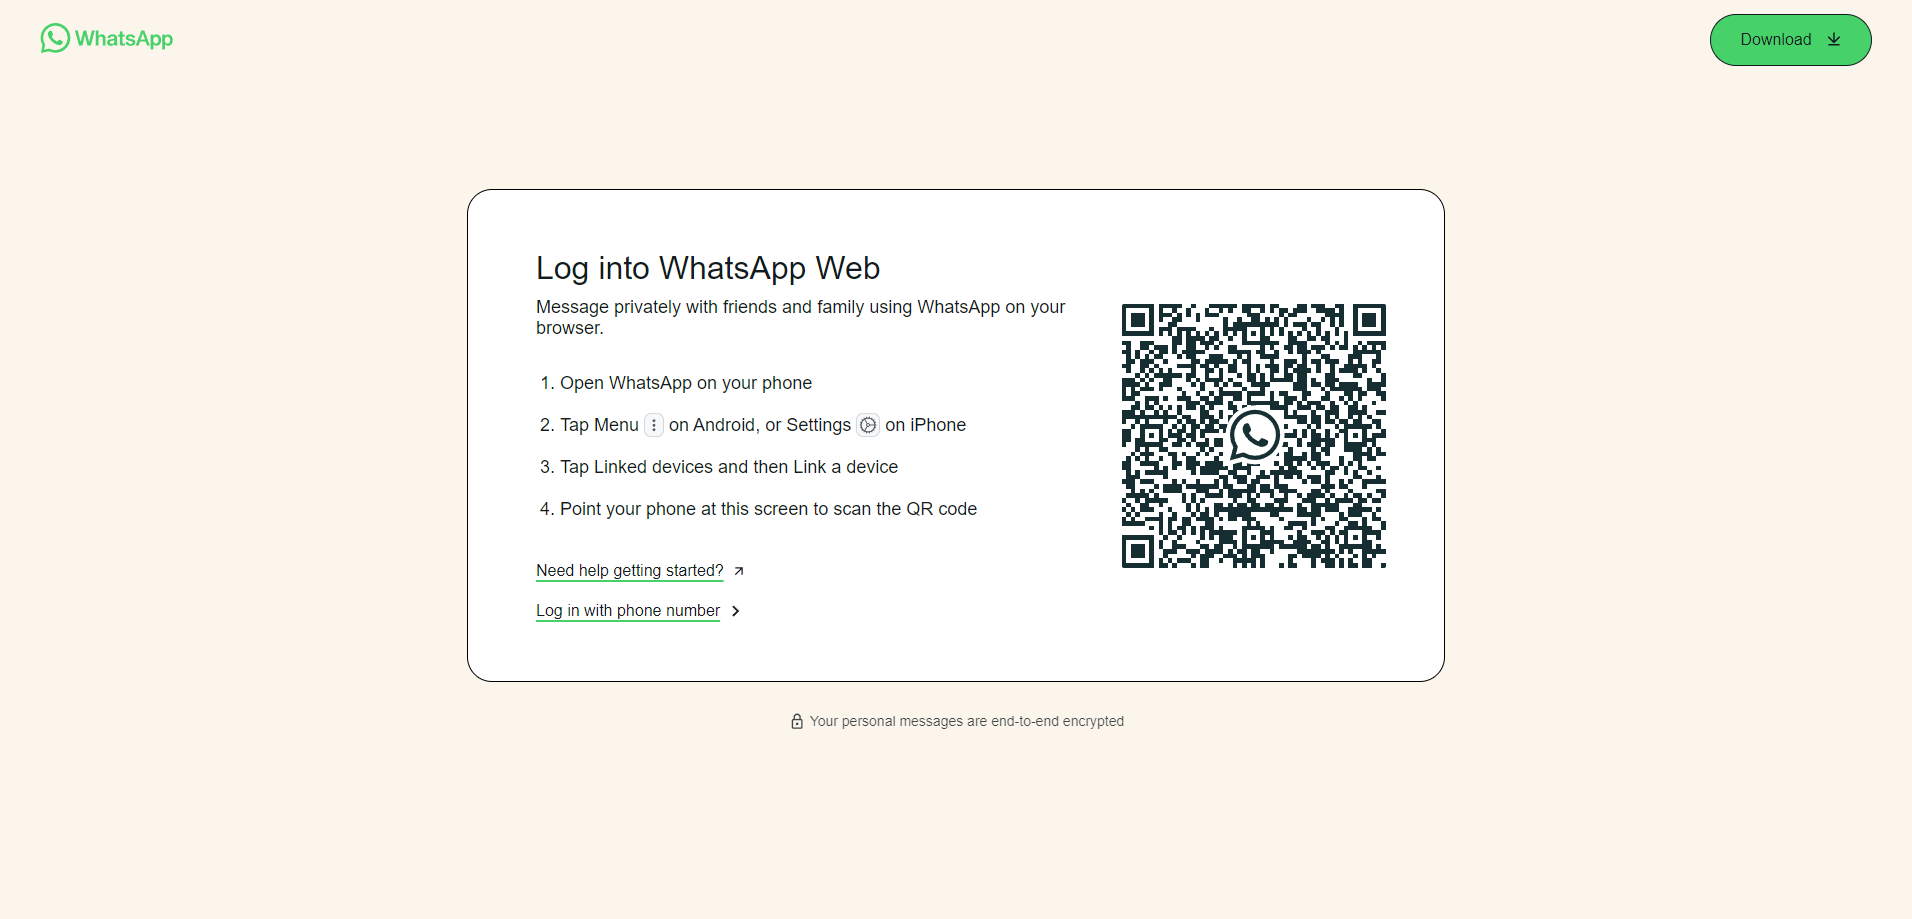 WhatsApp
Download
Log into WhatsApp Web
Message privately with friends and family using WhatsApp on your
browser.
1. Open WhatsApp on your phone
2. Tap Menu on Android, or Settings on iPhone
3. Tap Linked devices and then Link a device
4. Point your phone at this screen to scan the QR code
Need help getting started?
Log in with phone number
Your personal messages are end-to-end encrypted